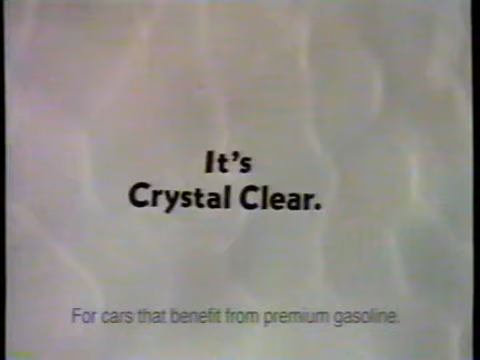 It's
Crystal Clear.
For cars that benefit from premium gasoline.